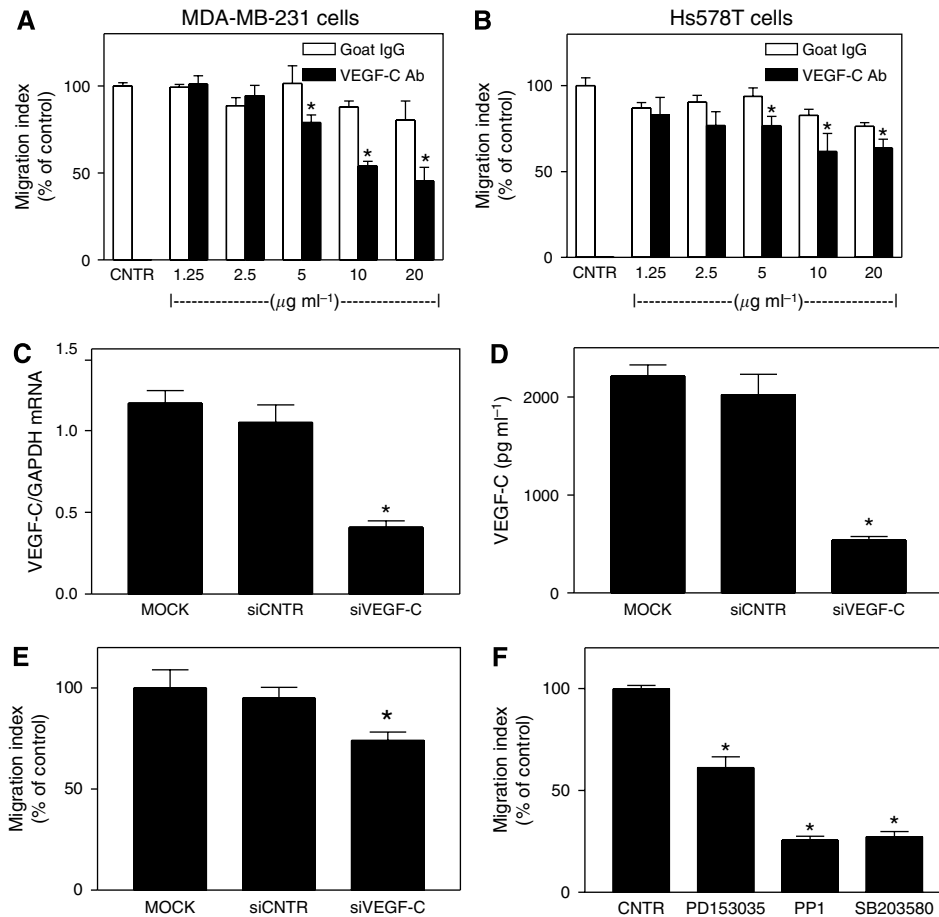 A
MDA-MB-231 cells
Goat IgG
VEGF-C Ab
Migration index
(% of control)
100
50
0
* * *
CNTR 1.25 2.5 5 10 20
|----------------(μg ml⁻¹)------------------|
B
Hs578T cells
Goat IgG
VEGF-C Ab
Migration index
(% of control)
100
50
0
* * *
CNTR 1.25 2.5 5 10 20
|----------------(μg ml⁻¹)------------------|
C
VEGF-C/GAPDH mRNA
1.5
1.0
0.5
0.0
*
MOCK siCNTR siVEGF-C
D
VEGF-C (pg ml⁻¹)
2000
1000
0
*
MOCK siCNTR siVEGF-C
E
Migration index
(% of control)
100
50
0
*
MOCK siCNTR siVEGF-C
F
Migration index
(% of control)
100
50
0
* * *
CNTR PD153035 PP1 SB203580